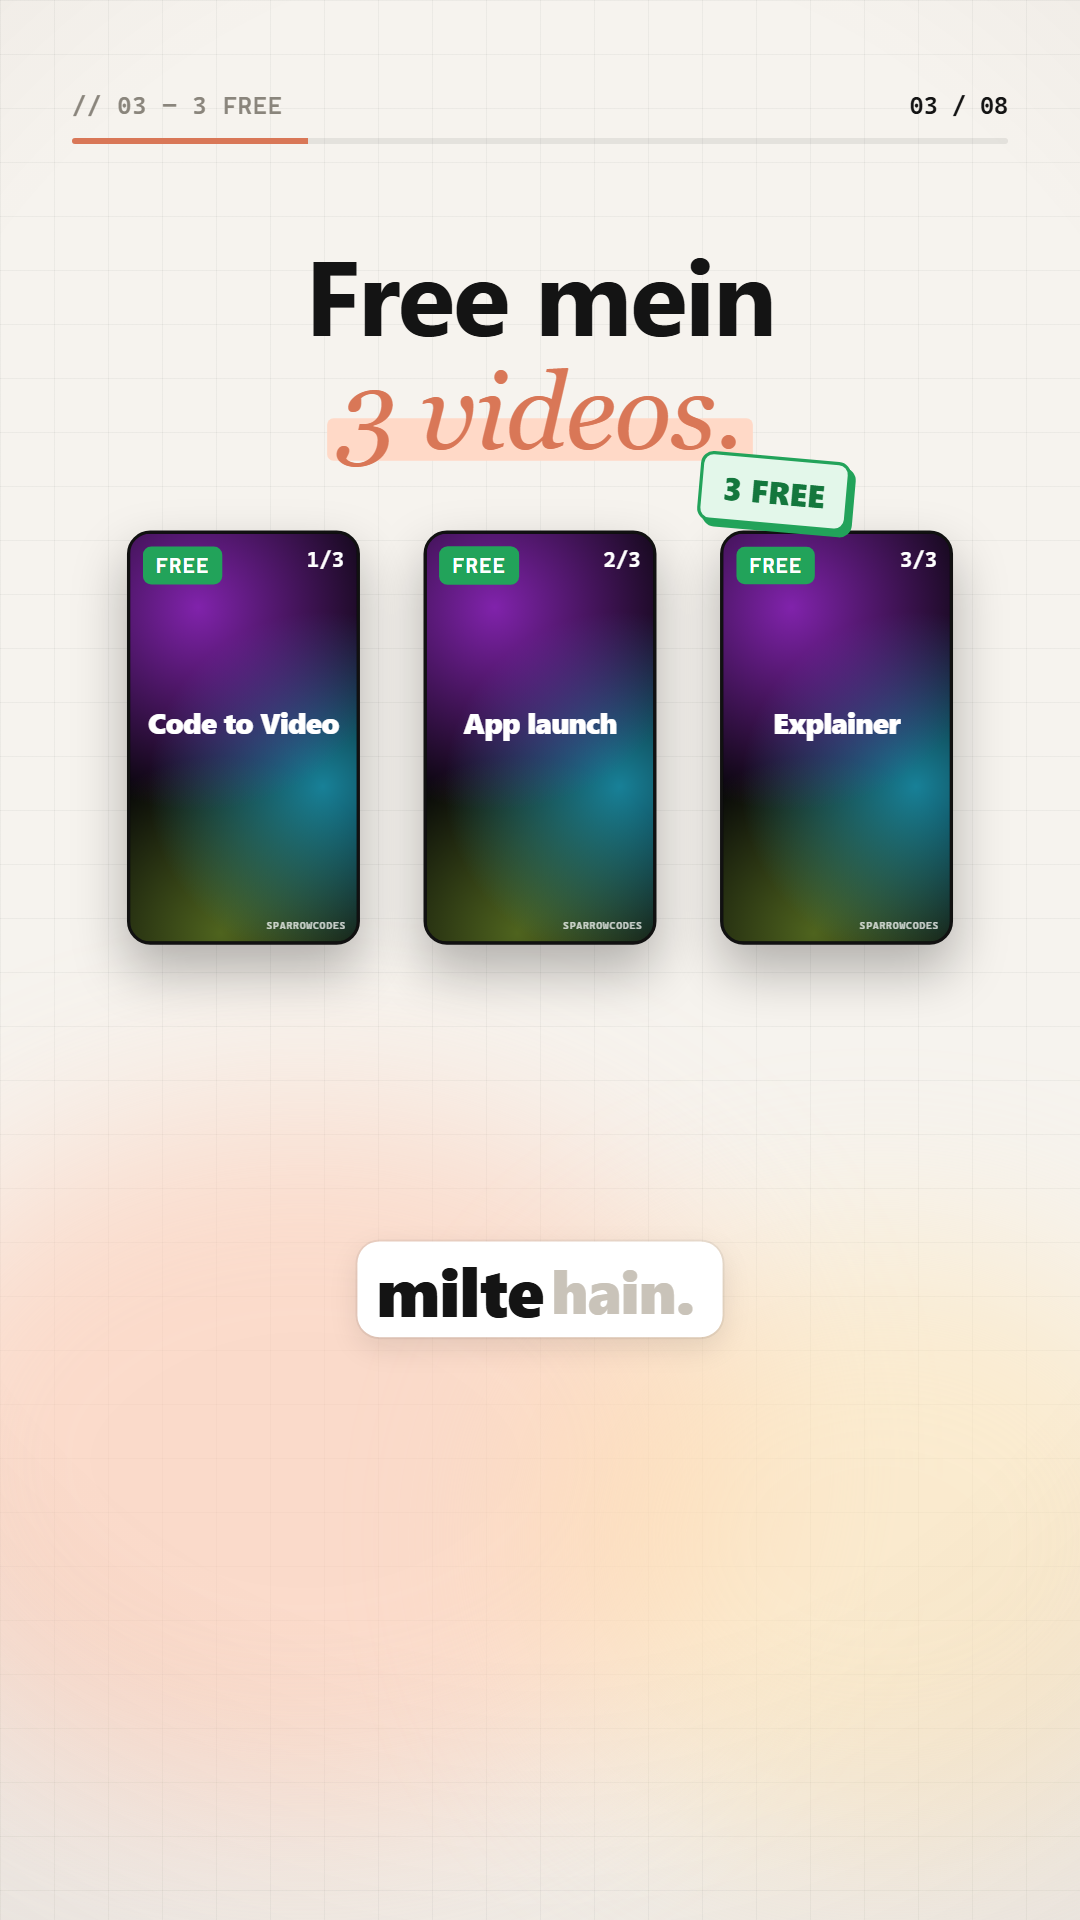 // 03 — 3 FREE
03 / 08
Free mein
3 videos.
3 FREE
FREE
1/3
Code to Video
SPARROWCODES
FREE
2/3
App launch
SPARROWCODES
FREE
3/3
Explainer
SPARROWCODES
milte hain.